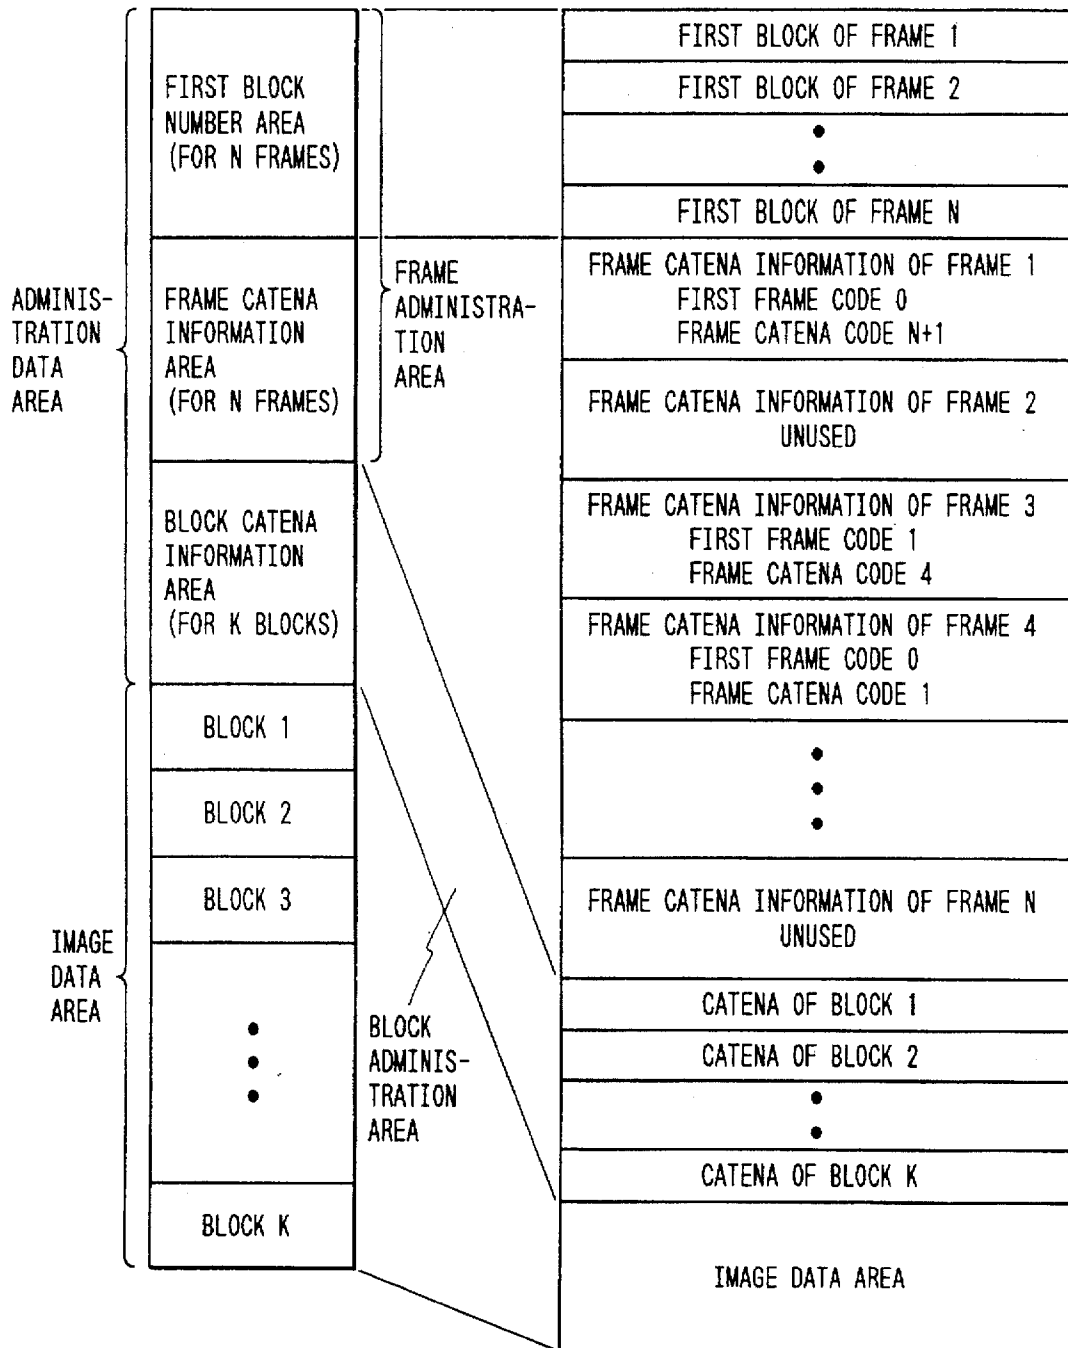 ADMINIS-
TRATION
DATA
AREA
FIRST BLOCK
NUMBER AREA
(FOR N FRAMES)
FRAME CATENA
INFORMATION
AREA
(FOR N FRAMES)
BLOCK CATENA
INFORMATION
AREA
(FOR K BLOCKS)
FRAME
ADMINISTRA-
TION
AREA
IMAGE
DATA
AREA
BLOCK 1
BLOCK 2
BLOCK 3
BLOCK K
BLOCK
ADMINIS-
TRATION
AREA
FIRST BLOCK OF FRAME 1
FIRST BLOCK OF FRAME 2
FIRST BLOCK OF FRAME N
FRAME CATENA INFORMATION OF FRAME 1
FIRST FRAME CODE 0
FRAME CATENA CODE N+1
FRAME CATENA INFORMATION OF FRAME 2
UNUSED
FRAME CATENA INFORMATION OF FRAME 3
FIRST FRAME CODE 1
FRAME CATENA CODE 4
FRAME CATENA INFORMATION OF FRAME 4
FIRST FRAME CODE 0
FRAME CATENA CODE 1
FRAME CATENA INFORMATION OF FRAME N
UNUSED
CATENA OF BLOCK 1
CATENA OF BLOCK 2
CATENA OF BLOCK K
IMAGE DATA AREA